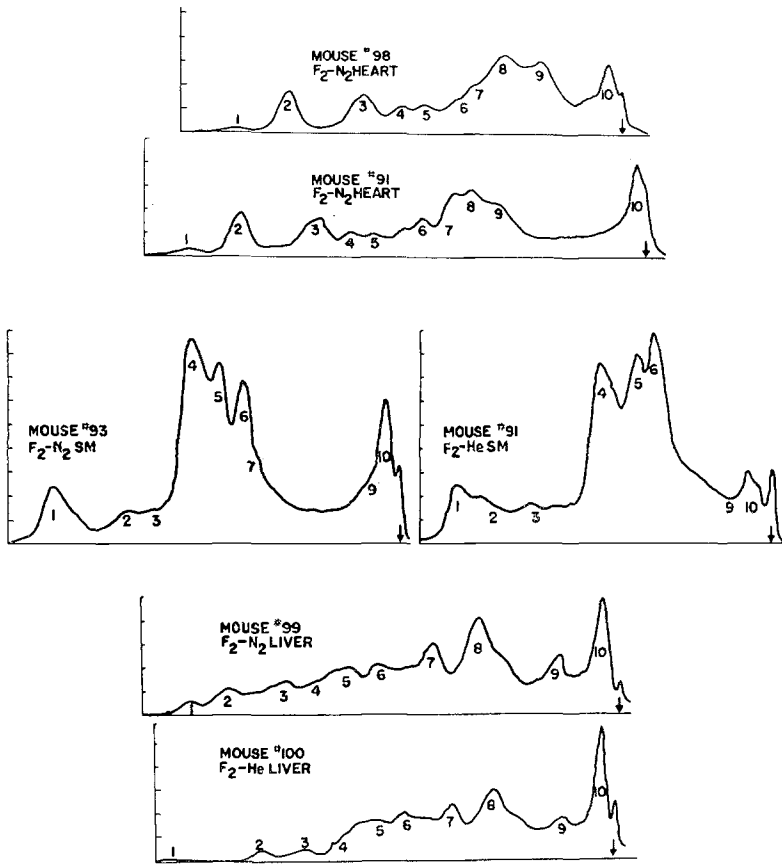 MOUSE #98
F2-N2 HEART
1 2 3 4 5 6 7 8 9 10
MOUSE #91
F2-N2 HEART
1 2 3 4 5 6 7 8 9 10
MOUSE #93
F2-N2 SM
1 2 3 4 5 6 7 9 10
MOUSE #91
F2-He SM
1 2 3 4 5 6 9 10
MOUSE #99
F2-N2 LIVER
1 2 3 4 5 6 7 8 9 10
MOUSE #100
F2-He LIVER
1 2 3 4 5 6 7 8 9 10